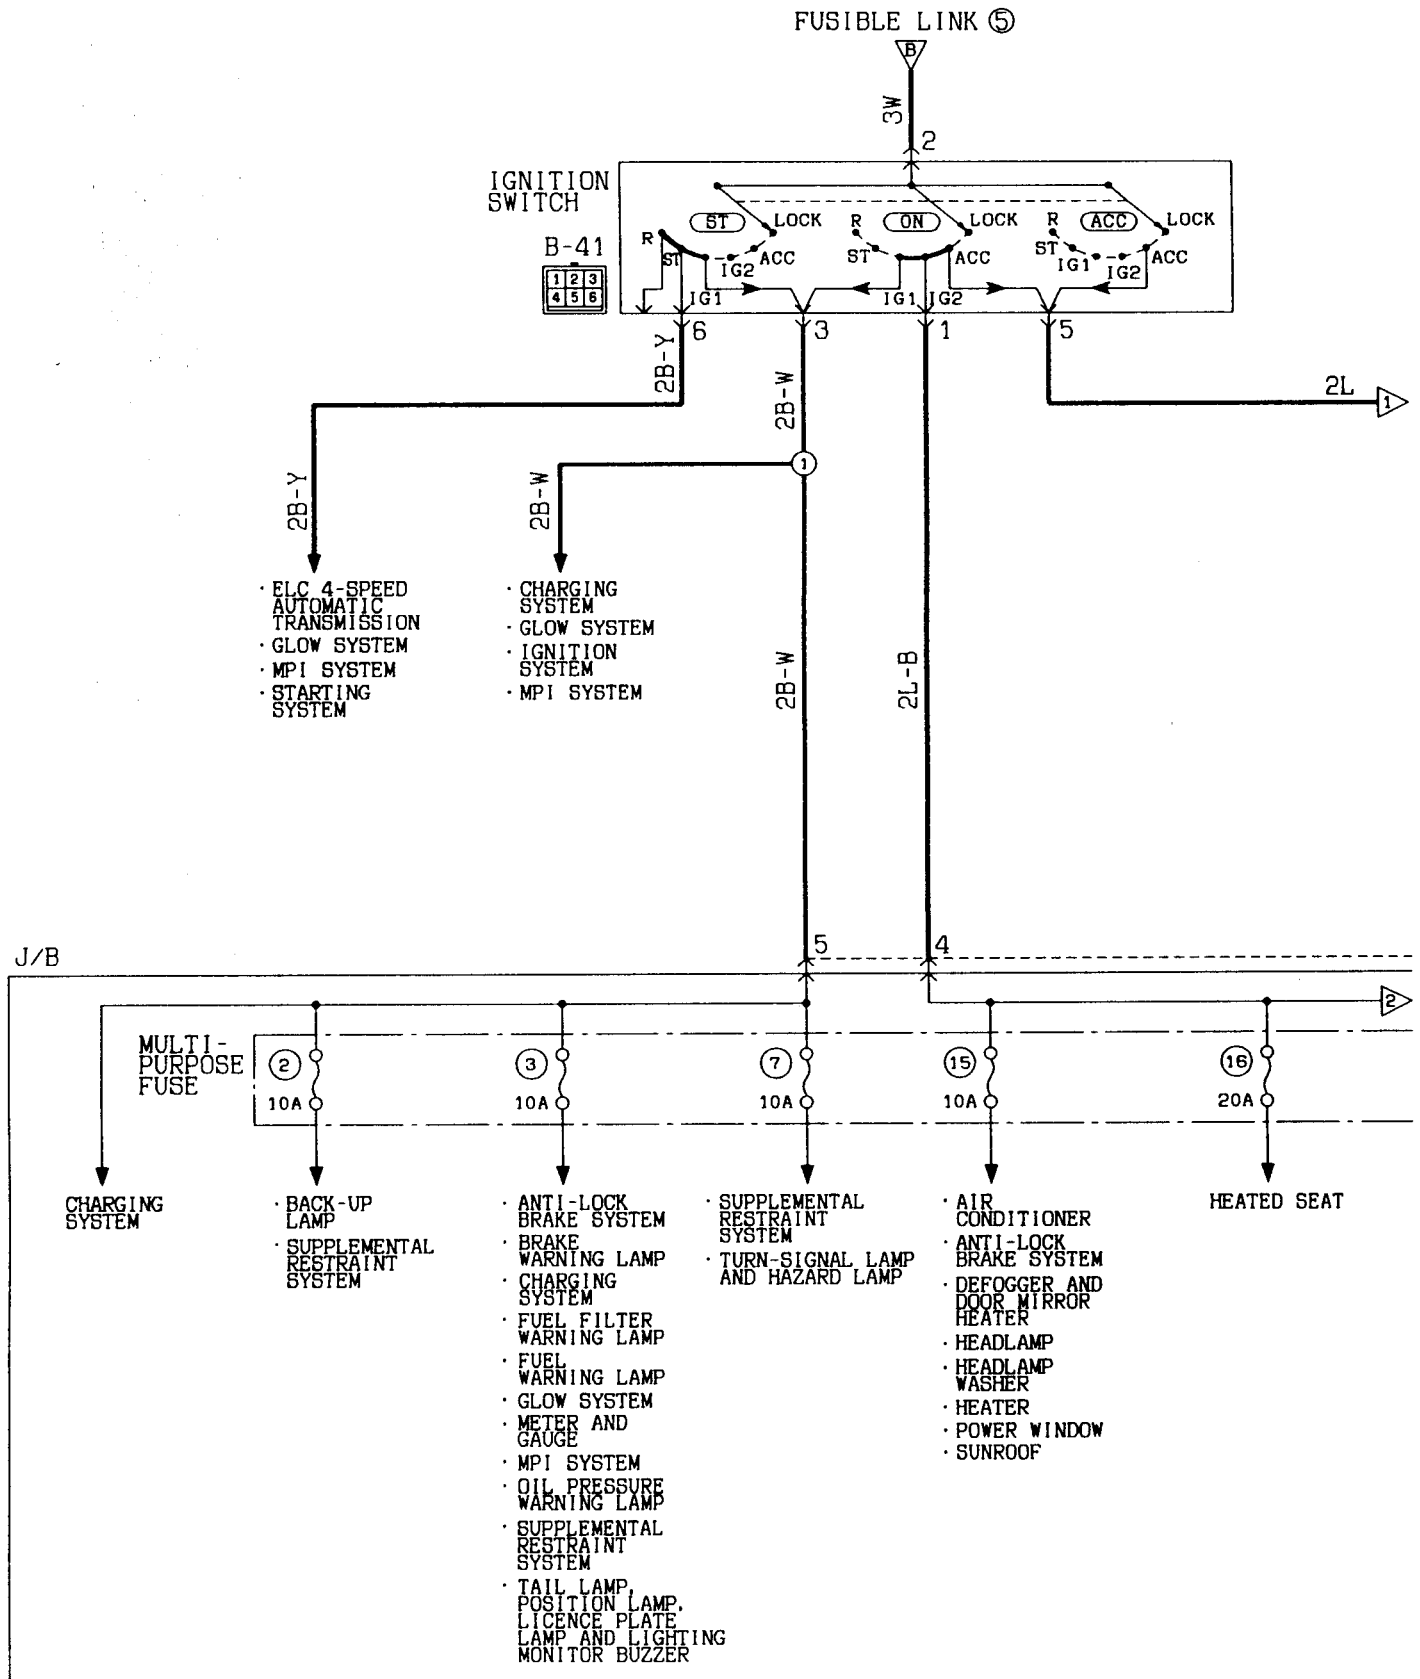 FUSIBLE LINK ⑤
B
3W
2
IGNITION
SWITCH
B-41
1 2 3
4 5 6
R
ST
ST
LOCK
IG2
ACC
IG1
R
ON
LOCK
ST
ACC
IG1
IG2
R
ACC
LOCK
ST
IG1
IG2
ACC
6
3
1
5
2B-Y
2B-W
2L
1
1
2B-Y
2B-W
· ELC 4-SPEED
AUTOMATIC
TRANSMISSION
· GLOW SYSTEM
· MPI SYSTEM
· STARTING
SYSTEM
· CHARGING
SYSTEM
· GLOW SYSTEM
· IGNITION
SYSTEM
· MPI SYSTEM
2B-W
2L-B
J/B
5
4
2
MULTI-
PURPOSE
FUSE
②
10A
③
10A
⑦
10A
⑮
10A
⑯
20A
CHARGING
SYSTEM
· BACK-UP
LAMP
· SUPPLEMENTAL
RESTRAINT
SYSTEM
· ANTI-LOCK
BRAKE SYSTEM
· BRAKE
WARNING LAMP
· CHARGING
SYSTEM
· FUEL FILTER
WARNING LAMP
· FUEL
WARNING LAMP
· GLOW SYSTEM
· METER AND
GAUGE
· MPI SYSTEM
· OIL PRESSURE
WARNING LAMP
· SUPPLEMENTAL
RESTRAINT
SYSTEM
· TAIL LAMP,
POSITION LAMP,
LICENCE PLATE
LAMP AND LIGHTING
MONITOR BUZZER
· SUPPLEMENTAL
RESTRAINT
SYSTEM
· TURN-SIGNAL LAMP
AND HAZARD LAMP
· AIR
CONDITIONER
· ANTI-LOCK
BRAKE SYSTEM
· DEFOGGER AND
DOOR MIRROR
HEATER
· HEADLAMP
· HEADLAMP
WASHER
· HEATER
· POWER WINDOW
· SUNROOF
HEATED SEAT